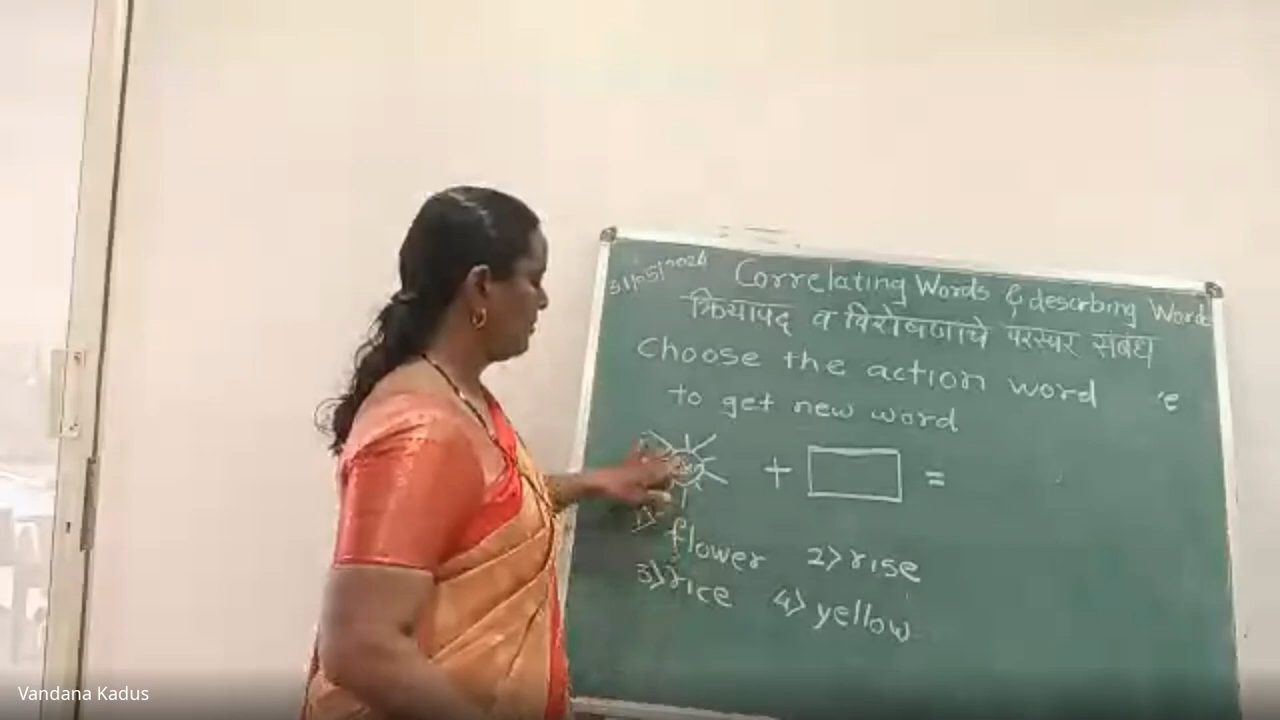 31/05/2024 Correlating Words & describing Words
क्रियापद व विशेषणाचे परस्पर संबंध
Choose the action word 'e
to get new word
+ =
1> flower 2> rise
3> rice 4> yellow
Vandana Kadus